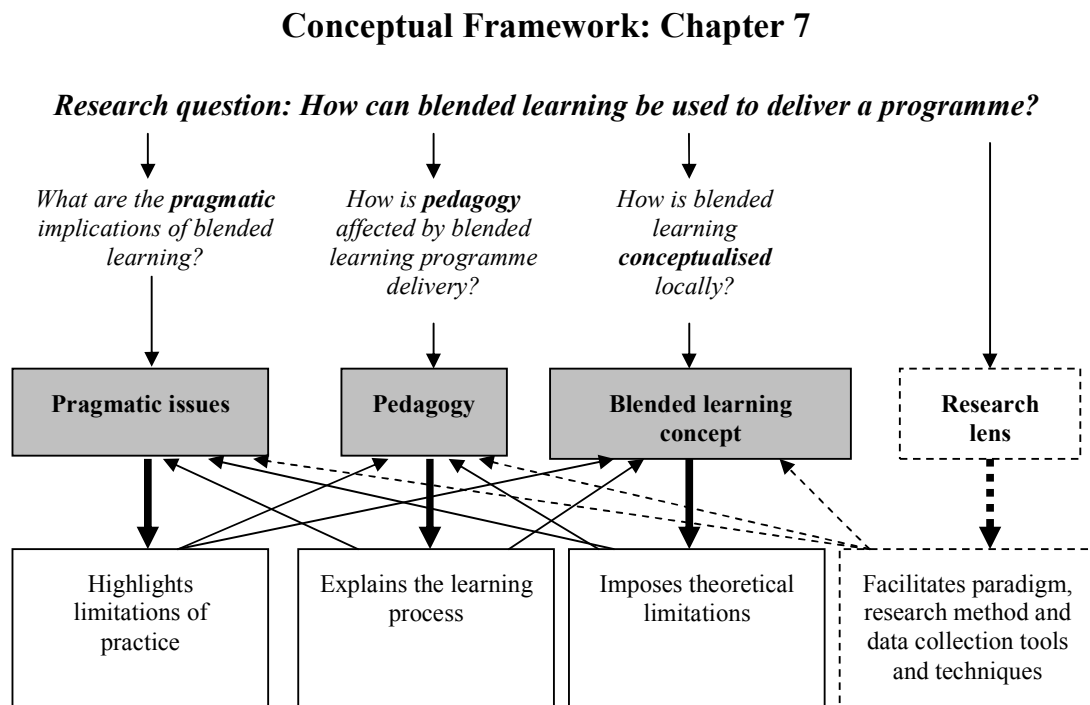 Conceptual Framework: Chapter 7
Research question: How can blended learning be used to deliver a programme?
What are the pragmatic
implications of blended
learning?
How is pedagogy
affected by blended
learning programme
delivery?
How is blended
learning
conceptualised
locally?
Pragmatic issues
Pedagogy
Blended learning
concept
Research
lens
Highlights
limitations of
practice
Explains the learning
process
Imposes theoretical
limitations
Facilitates paradigm,
research method and
data collection tools
and techniques